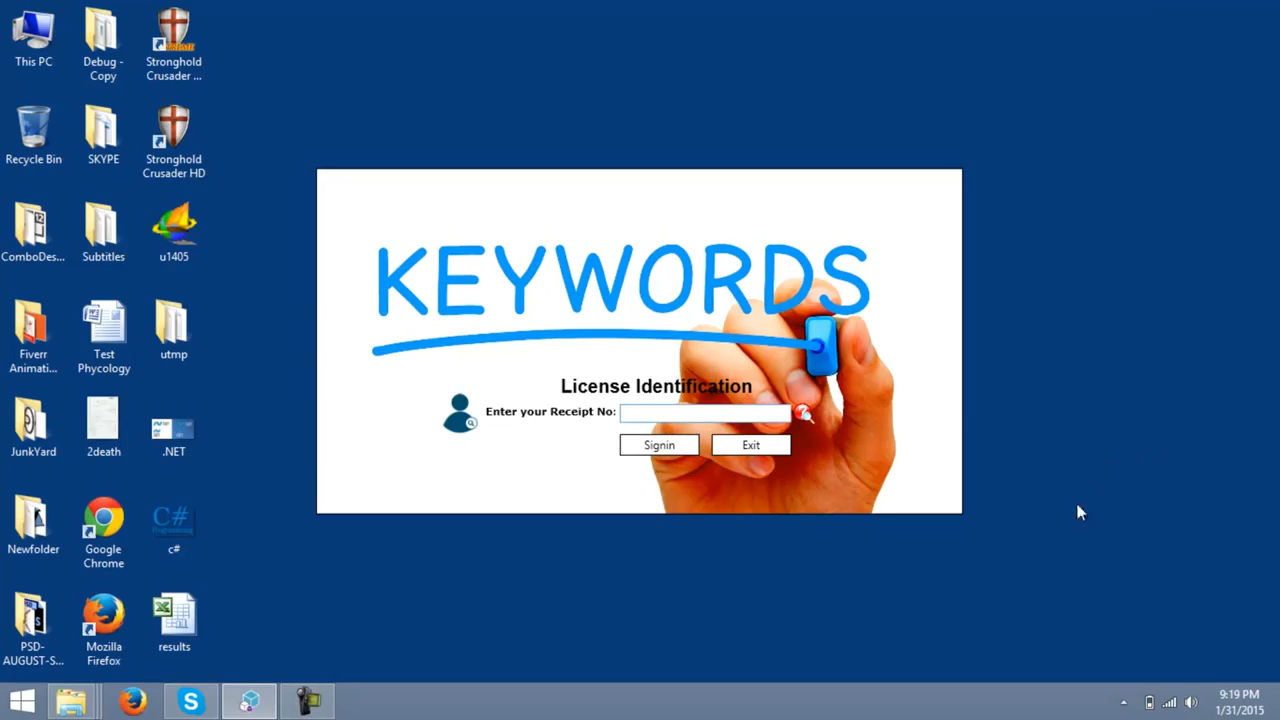 This PC
Debug -
Copy
Stronghold
Crusader ...
Recycle Bin
SKYPE
Stronghold
Crusader HD
ComboDes...
Subtitles
u1405
Fiverr
Animati...
Test
Phycology
utmp
JunkYard
2death
.NET
Newfolder
Google
Chrome
C#
c#
PSD-
AUGUST-S...
Mozilla
Firefox
results
KEYWORDS
License Identification
Enter your Receipt No:
Signin
Exit
9:19 PM
1/31/2015